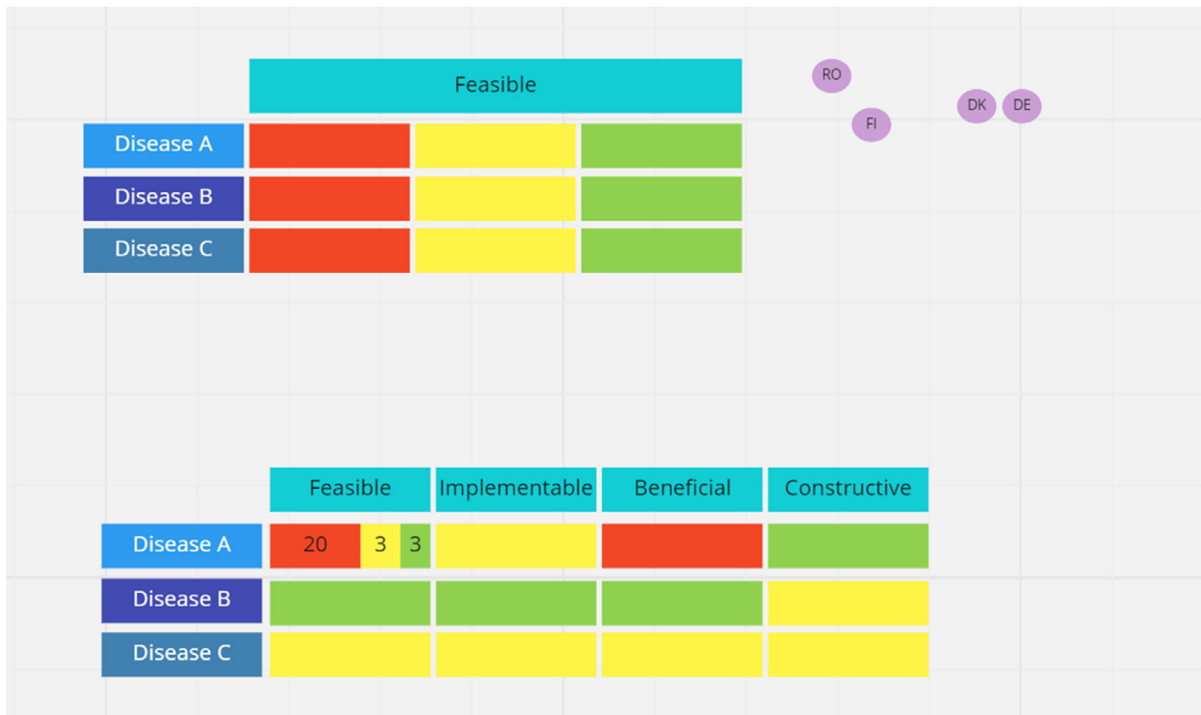 Feasible
RO
DK
DE
FI
Disease A
Disease B
Disease C
Feasible
Implementable
Beneficial
Constructive
Disease A
20
3
3
Disease B
Disease C